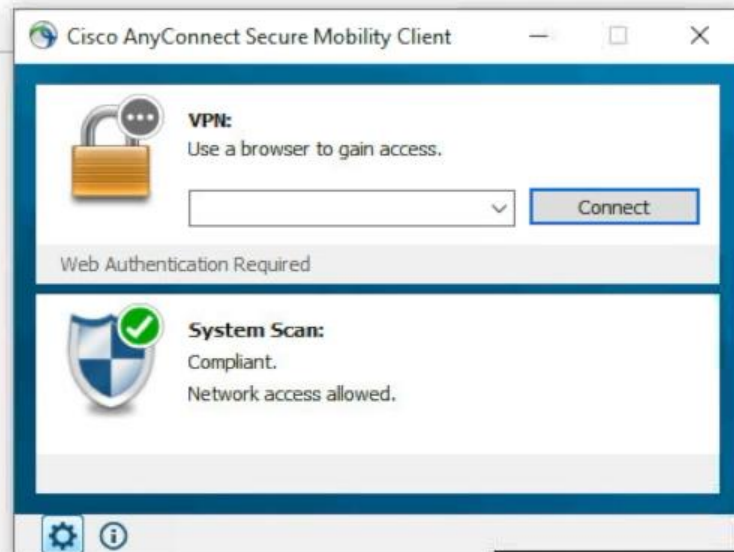 Cisco AnyConnect Secure Mobility Client
VPN:
Use a browser to gain access.
Connect
Web Authentication Required
System Scan:
Compliant.
Network access allowed.